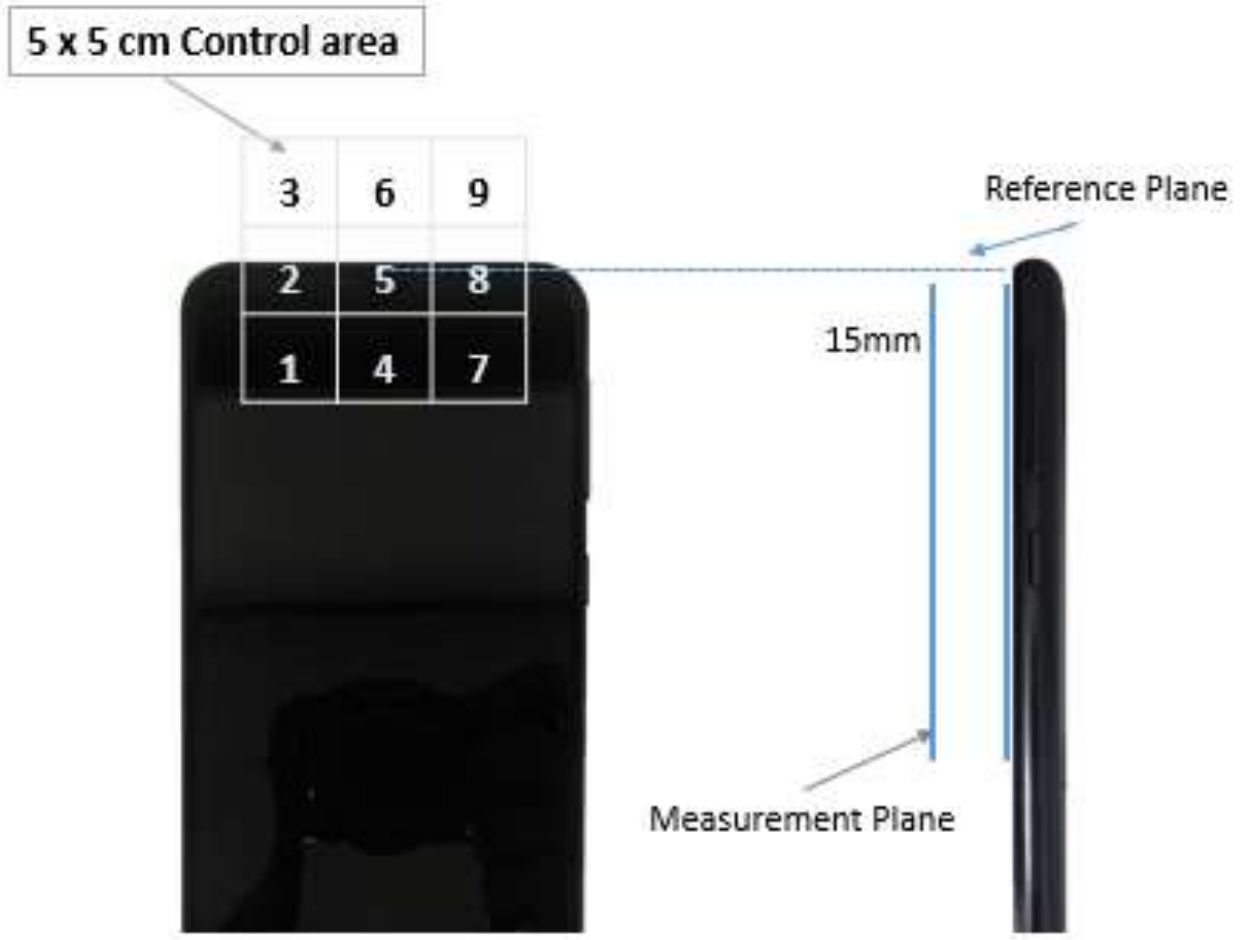 5 x 5 cm Control area
3 6 9
Reference Plane
2 5 8
15mm
1 4 7
Measurement Plane